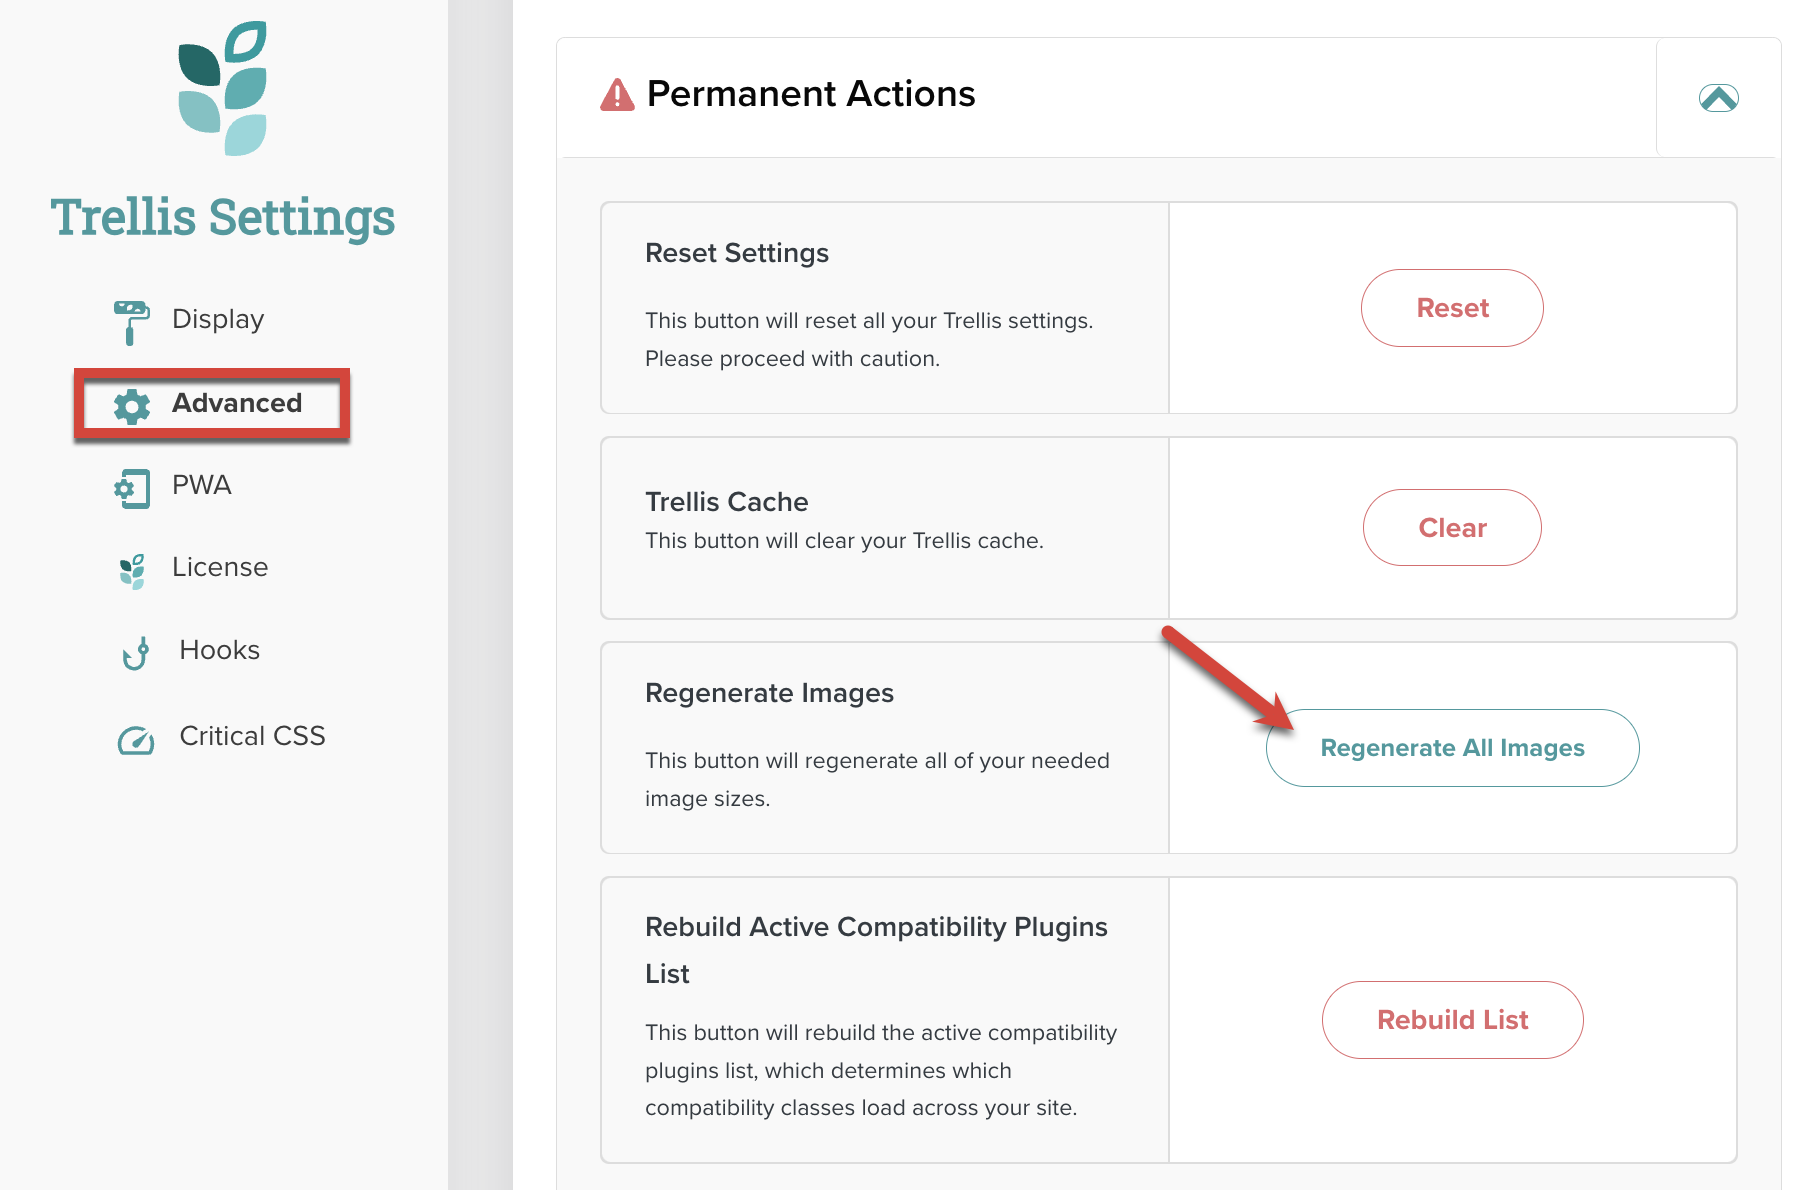 Trellis Settings
Display
Advanced
PWA
License
Hooks
Critical CSS
Permanent Actions
Reset Settings
This button will reset all your Trellis settings.
Please proceed with caution.
Reset
Trellis Cache
This button will clear your Trellis cache.
Clear
Regenerate Images
This button will regenerate all of your needed
image sizes.
Regenerate All Images
Rebuild Active Compatibility Plugins
List
This button will rebuild the active compatibility
plugins list, which determines which
compatibility classes load across your site.
Rebuild List